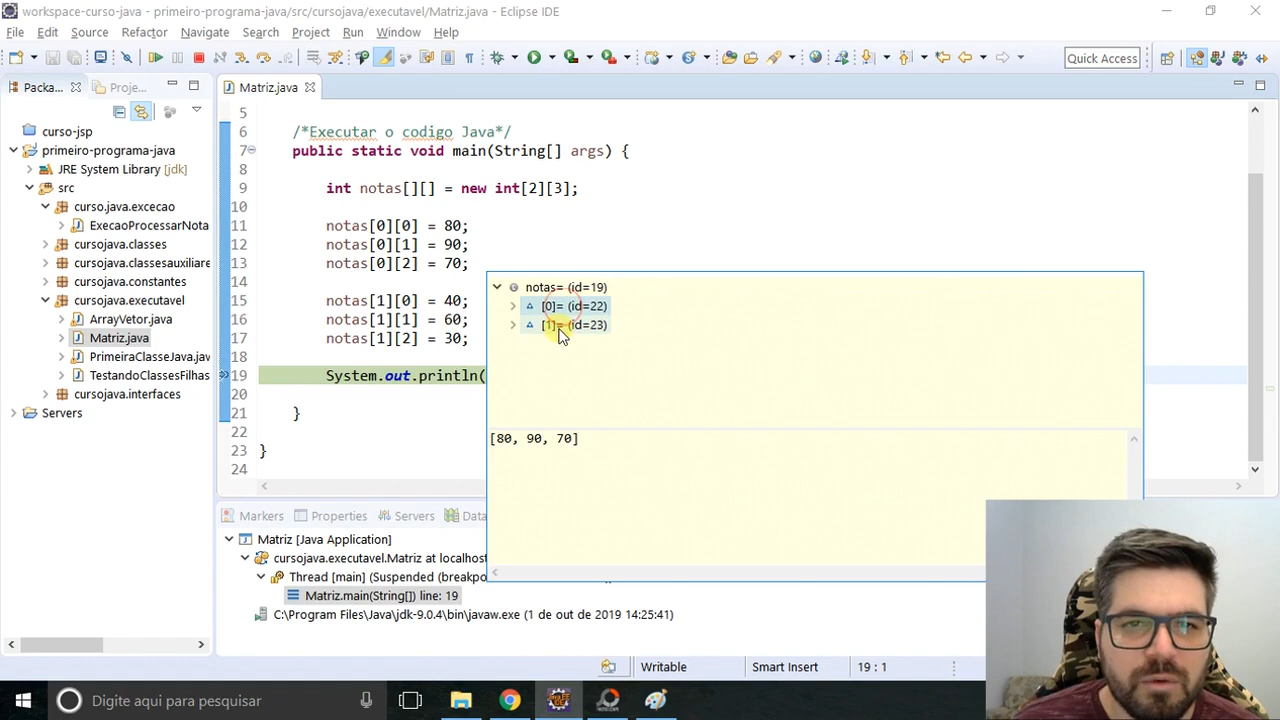 workspace-curso-java - primeiro-programa-java/src/cursojava/executavel/Matriz.java - Eclipse IDE
File Edit Source Refactor Navigate Search Project Run Window Help
Quick Access
Packa... Proje...
Matriz.java
curso-jsp
primeiro-programa-java
JRE System Library [jdk]
src
curso.java.excecao
ExecaoProcessarNota
cursojava.classes
cursojava.classesauxiliare
cursojava.constantes
cursojava.executavel
ArrayVetor.java
Matriz.java
PrimeiraClasseJava.jav
TestandoClassesFilhas
cursojava.interfaces
Servers
5
6 /*Executar o codigo Java*/
7 public static void main(String[] args) {
8
9 int notas[][] = new int[2][3];
10
11 notas[0][0] = 80;
12 notas[0][1] = 90;
13 notas[0][2] = 70;
14
15 notas[1][0] = 40;
16 notas[1][1] = 60;
17 notas[1][2] = 30;
18
19 System.out.println(
20
21 }
22
23 }
24
notas= (id=19)
[0]= (id=22)
[1]= (id=23)
[80, 90, 70]
Markers Properties Servers Data
Matriz [Java Application]
cursojava.executavel.Matriz at localhost
Thread [main] (Suspended (breakpo
Matriz.main(String[]) line: 19
C:\Program Files\Java\jdk-9.0.4\bin\javaw.exe (1 de out de 2019 14:25:41)
Writable Smart Insert 19 : 1
Digite aqui para pesquisar